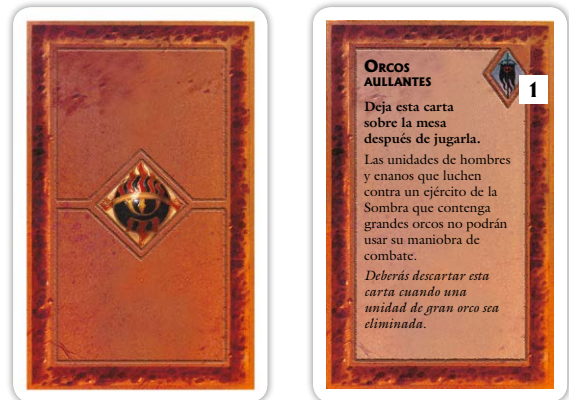 ORCOS
AULLANTES
1
Deja esta carta
sobre la mesa
después de jugarla.
Las unidades de hombres
y enanos que luchen
contra un ejército de la
Sombra que contenga
grandes orcos no podrán
usar su maniobra de
combate.
Deberás descartar esta
carta cuando una
unidad de gran orco sea
eliminada.